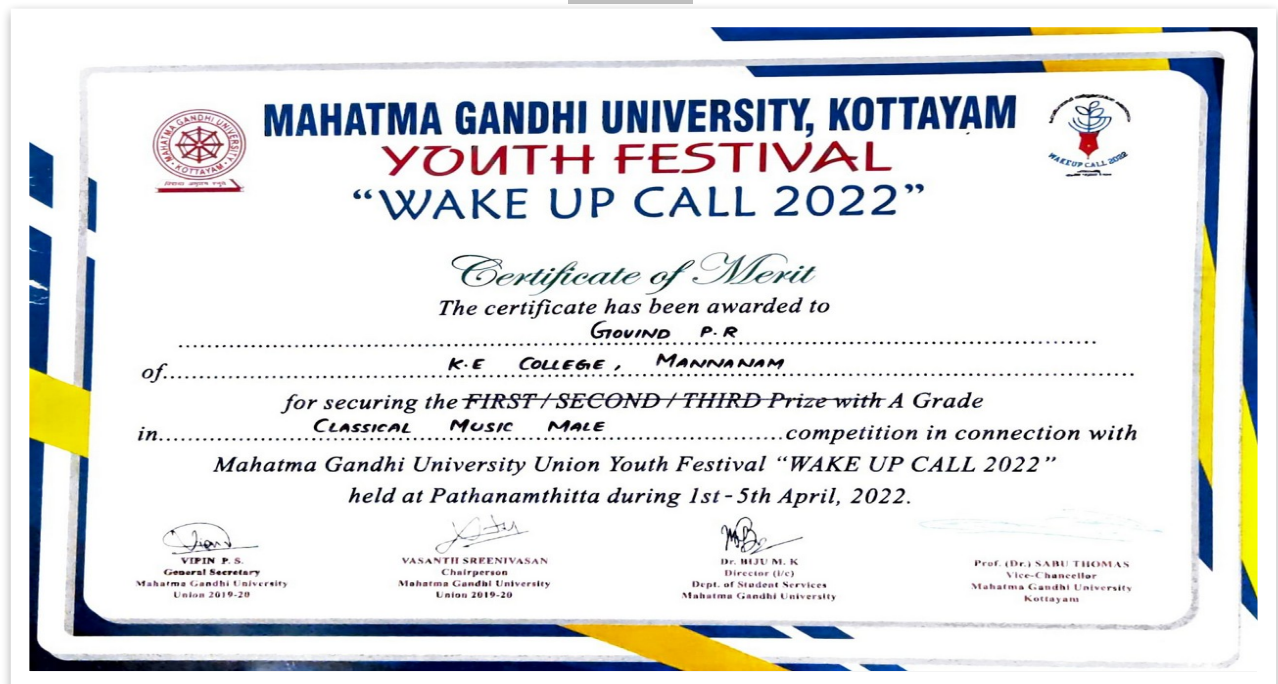 MAHATMA GANDHI UNIVERSITY, KOTTAYAM
YOUTH FESTIVAL
“WAKE UP CALL 2022”
MAHATMA GANDHI UNIVERSITY
KOTTAYAM
WAKEUP CALL 2022
Certificate of Merit
The certificate has been awarded to
GOVIND P.R
of K.E COLLEGE, MANNANAM
for securing the FIRST / SECOND / THIRD Prize with A Grade
in CLASSICAL MUSIC MALE competition in connection with
Mahatma Gandhi University Union Youth Festival “WAKE UP CALL 2022”
held at Pathanamthitta during 1st-5th April, 2022.
VIPIN P. S.
General Secretary
Mahatma Gandhi University
Union 2019-20
VASANTH SREENIVASAN
Chairperson
Mahatma Gandhi University
Union 2019-20
Dr. BIJU M. K
Director (i/c)
Dept. of Student Services
Mahatma Gandhi University
Prof. (Dr.) SABU THOMAS
Vice-Chancellor
Mahatma Gandhi University
Kottayam